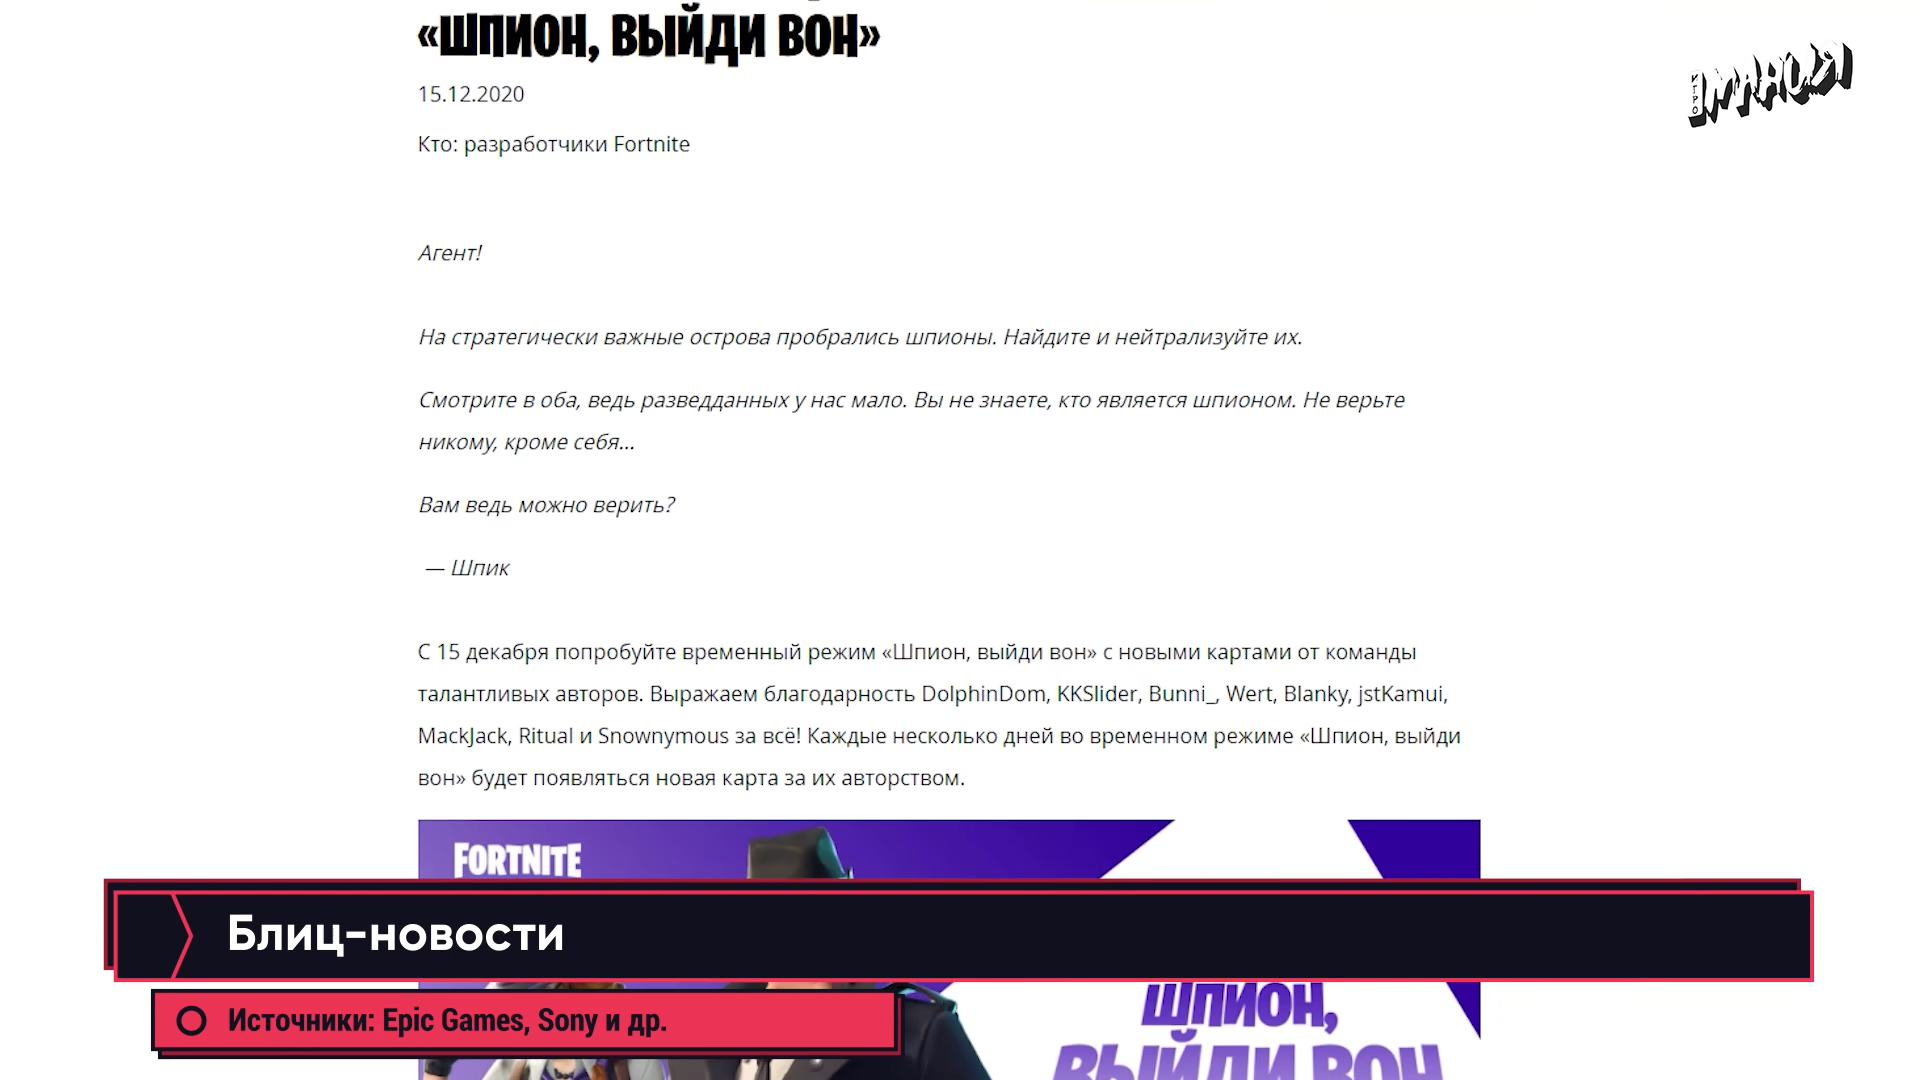 «ШПИОН, ВЫЙДИ ВОН»
ИГРО
МАНИЯ
15.12.2020
Кто: разработчики Fortnite
Агент!
На стратегически важные острова пробрались шпионы. Найдите и нейтрализуйте их.
Смотрите в оба, ведь разведданных у нас мало. Вы не знаете, кто является шпионом. Не верьте
никому, кроме себя...
Вам ведь можно верить?
— Шпик
С 15 декабря попробуйте временный режим «Шпион, выйди вон» с новыми картами от команды
талантливых авторов. Выражаем благодарность DolphinDom, KKSlider, Bunni_, Wert, Blanky, jstKamui,
MackJack, Ritual и Snownymous за всё! Каждые несколько дней во временном режиме «Шпион, выйди
вон» будет появляться новая карта за их авторством.
FORTNITE
Блиц-новости
Источники: Epic Games, Sony и др.
ШПИОН,
ВЫЙДИ ВОН